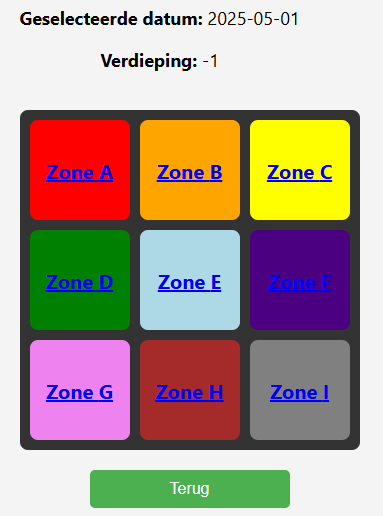 Geselecteerde datum: 2025-05-01
Verdieping: -1
Zone A Zone B Zone C
Zone D Zone E Zone F
Zone G Zone H Zone I
Terug